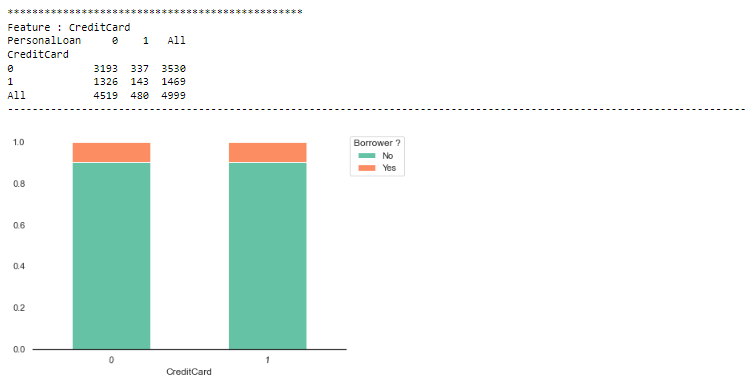 ************************************************
Feature : CreditCard
PersonalLoan 0 1 All
CreditCard
0 3193 337 3530
1 1326 143 1469
All 4519 480 4999
------------------------------------------------------------------------------------------------------------------------
1.0
0.8
0.6
0.4
0.2
0.0
0 1
CreditCard
Borrower ?
No
Yes